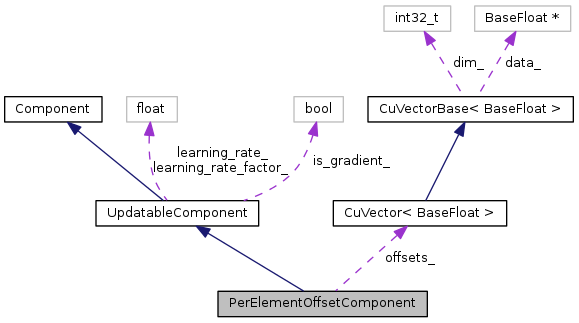 int32_t
BaseFloat *
dim_
data_
Component
float
bool
CuVectorBase< BaseFloat >
learning_rate_
learning_rate_factor_
is_gradient_
UpdatableComponent
CuVector< BaseFloat >
offsets_
PerElementOffsetComponent